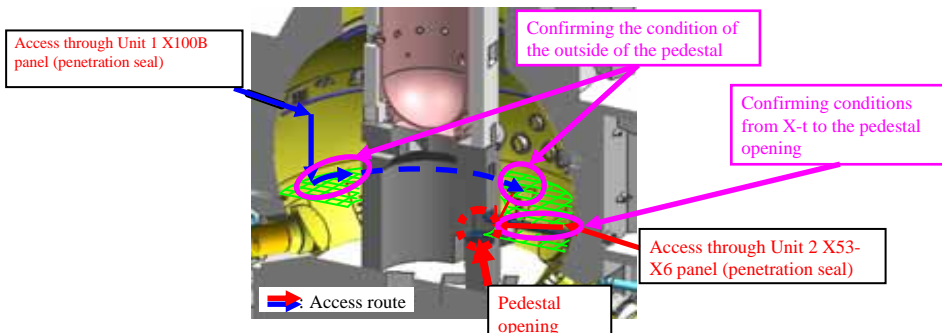 Access through Unit 1 X100B
panel (penetration seal)
Confirming the condition of
the outside of the pedestal
Confirming conditions
from X-t to the pedestal
opening
Access through Unit 2 X53-
X6 panel (penetration seal)
: Access route
Pedestal
opening